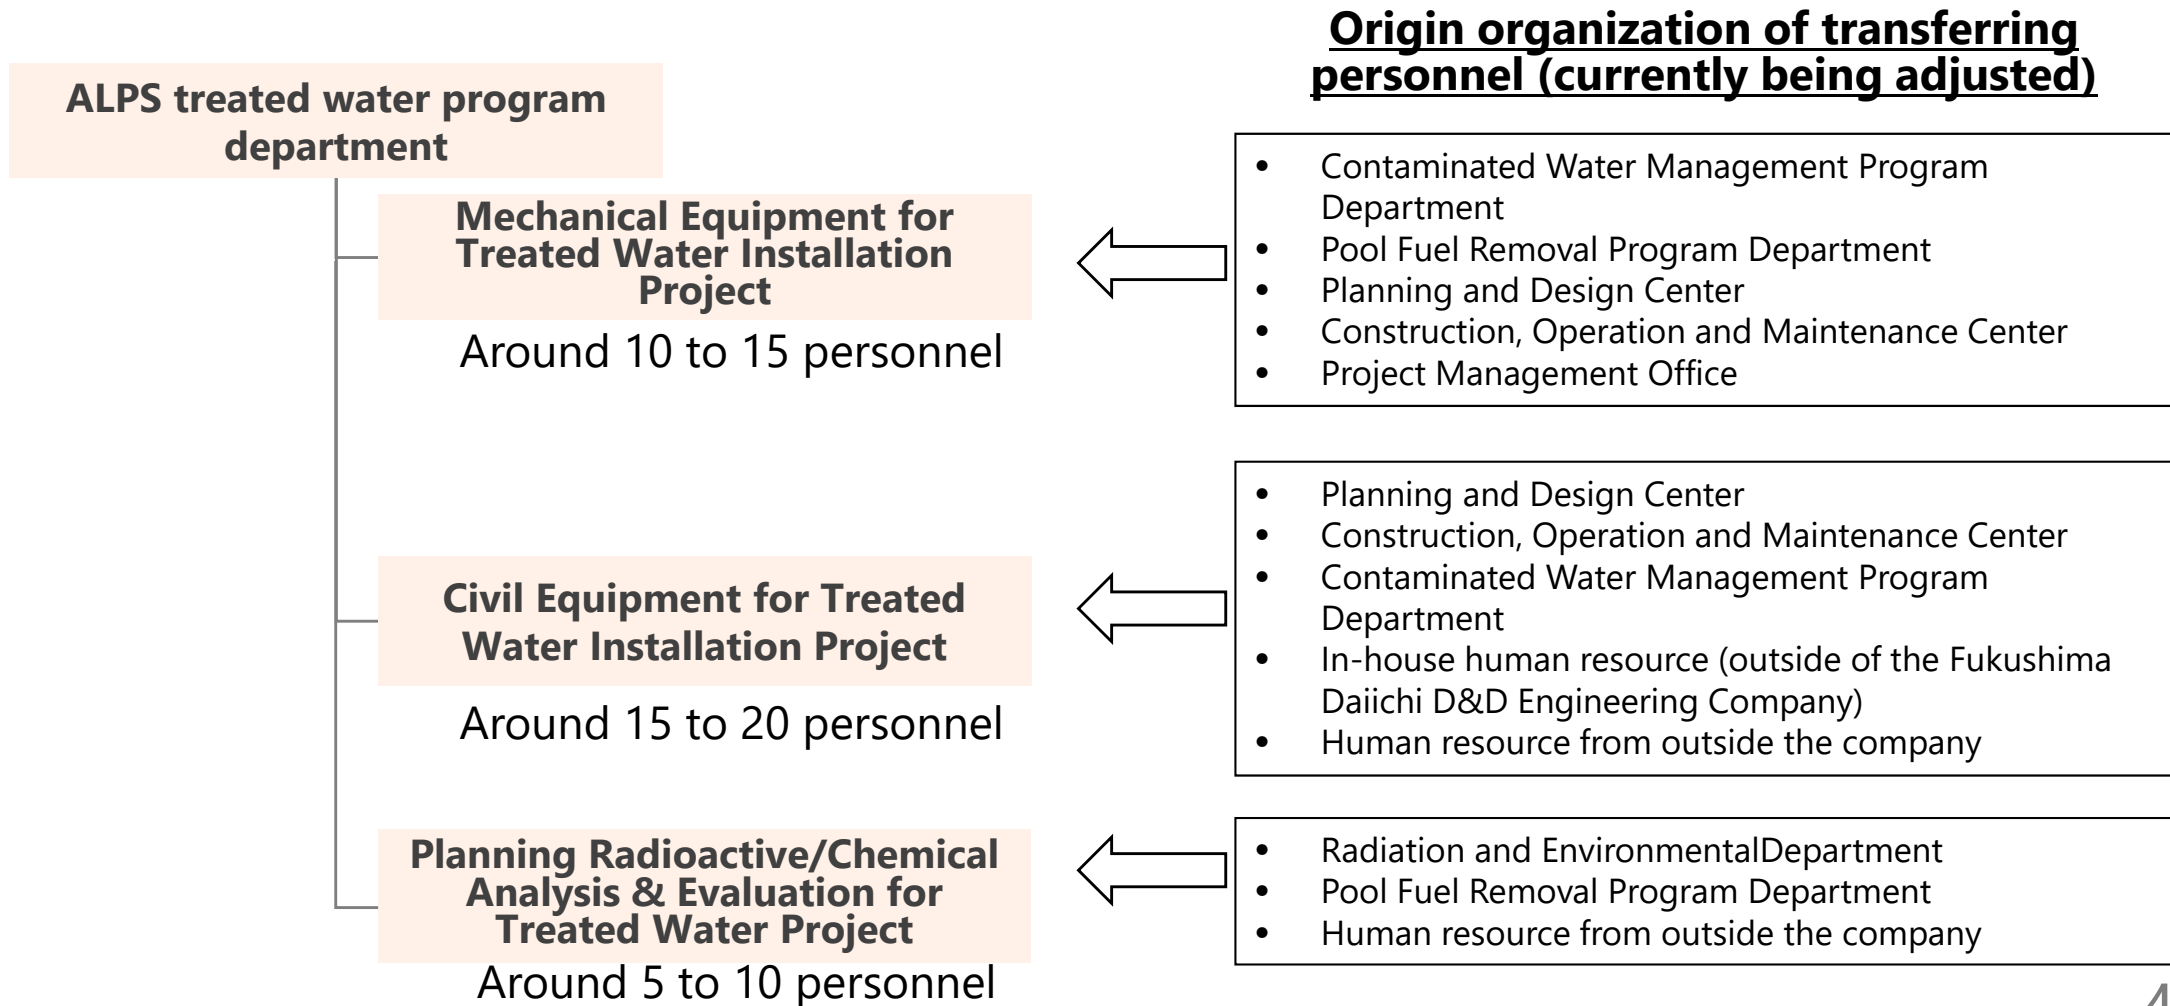 Origin organization of transferring
personnel (currently being adjusted)
ALPS treated water program
department
Mechanical Equipment for
Treated Water Installation
Project
Around 10 to 15 personnel
• Contaminated Water Management Program
Department
• Pool Fuel Removal Program Department
• Planning and Design Center
• Construction, Operation and Maintenance Center
• Project Management Office
Civil Equipment for Treated
Water Installation Project
Around 15 to 20 personnel
• Planning and Design Center
• Construction, Operation and Maintenance Center
• Contaminated Water Management Program
Department
• In-house human resource (outside of the Fukushima
Daiichi D&D Engineering Company)
• Human resource from outside the company
Planning Radioactive/Chemical
Analysis & Evaluation for
Treated Water Project
Around 5 to 10 personnel
• Radiation and EnvironmentalDepartment
• Pool Fuel Removal Program Department
• Human resource from outside the company
4